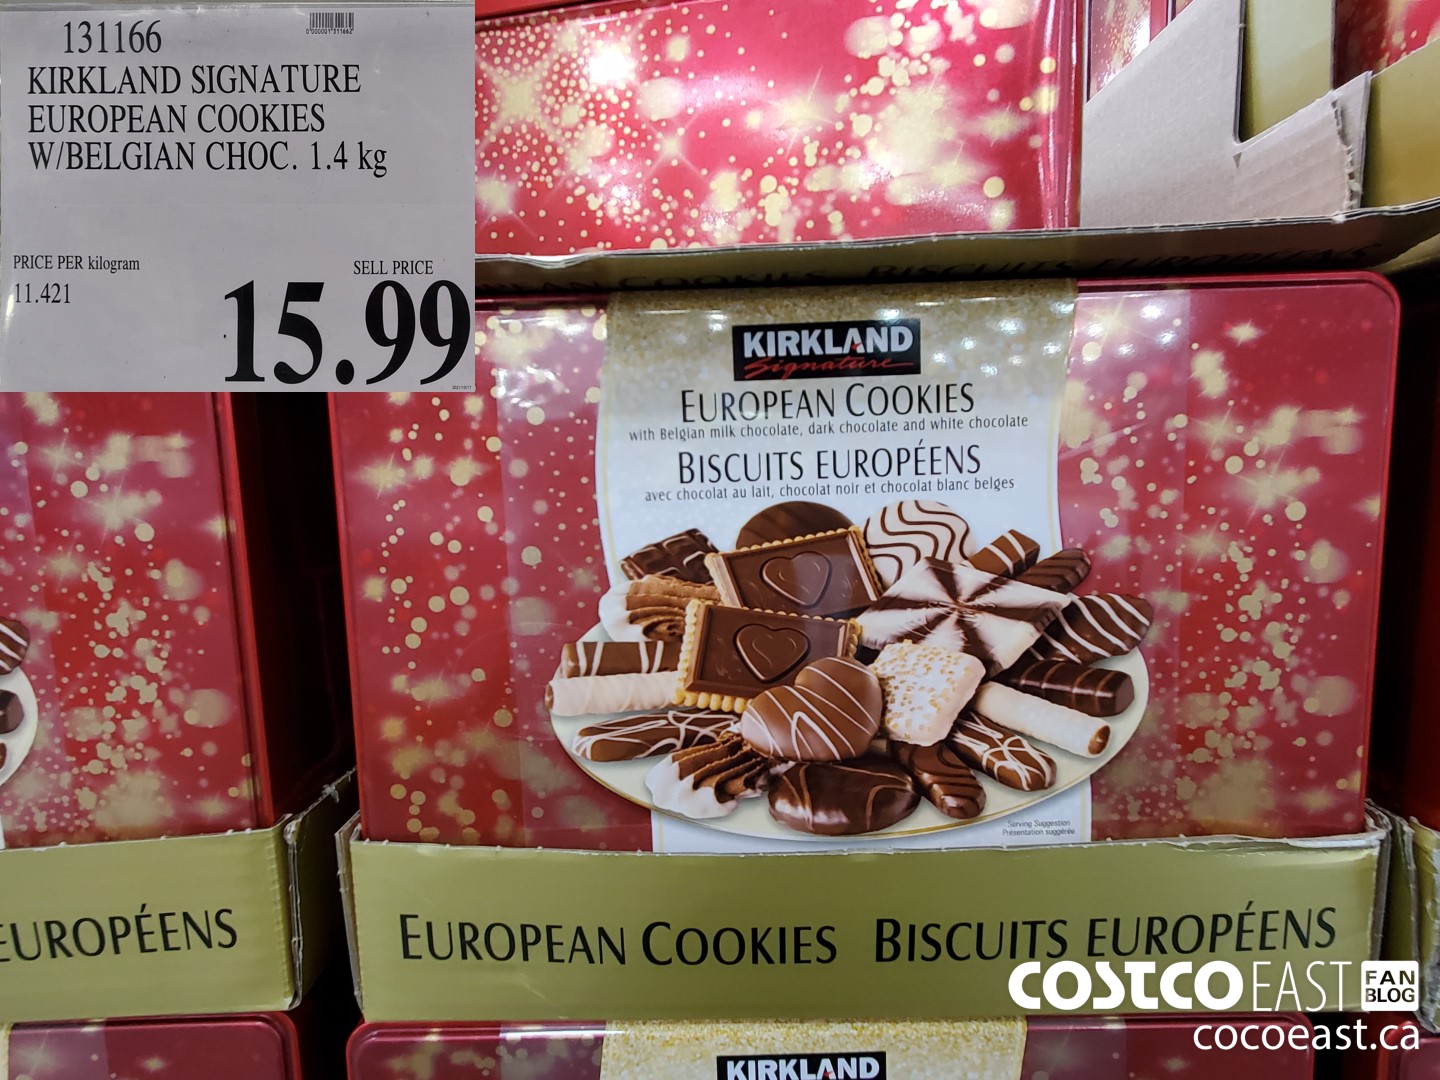 131166
KIRKLAND SIGNATURE
EUROPEAN COOKIES
W/BELGIAN CHOC. 1.4 kg
PRICE PER kilogram
11.421
SELL PRICE
15.99
KIRKLAND
Signature
EUROPEAN COOKIES
with Belgian milk chocolate, dark chocolate and white chocolate
BISCUITS EUROPÉENS
avec chocolat au lait, chocolat noir et chocolat blanc belges
Serving Suggestion
Présentation suggérée
EUROPÉENS
EUROPEAN COOKIES BISCUITS EUROPÉENS
COSTCO EAST FAN BLOG
cocoeast.ca
KIRKLAND